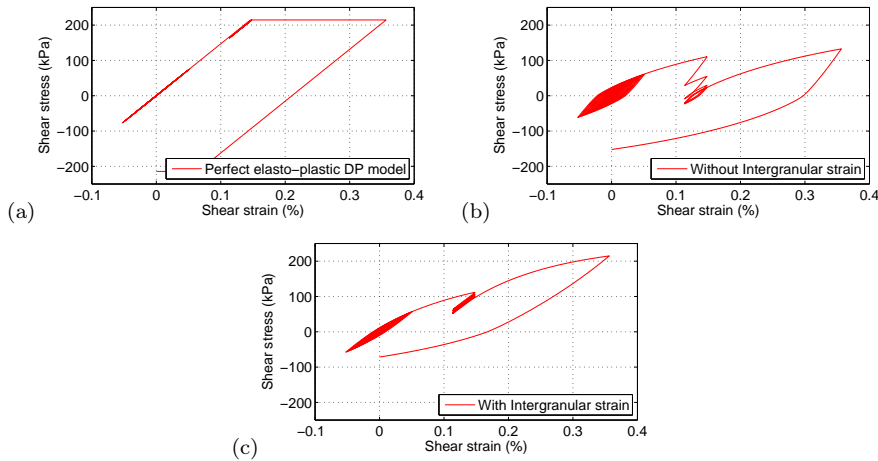 200
100
0
−100
−200
−0.1
0
0.1
0.2
0.3
0.4
Shear strain (%)
Shear stress (kPa)
Perfect elasto−plastic DP model
(a)
200
100
0
−100
−200
−0.1
0
0.1
0.2
0.3
0.4
Shear strain (%)
Shear stress (kPa)
Without Intergranular strain
(b)
200
100
0
−100
−200
−0.1
0
0.1
0.2
0.3
0.4
Shear strain (%)
Shear stress (kPa)
With Intergranular strain
(c)